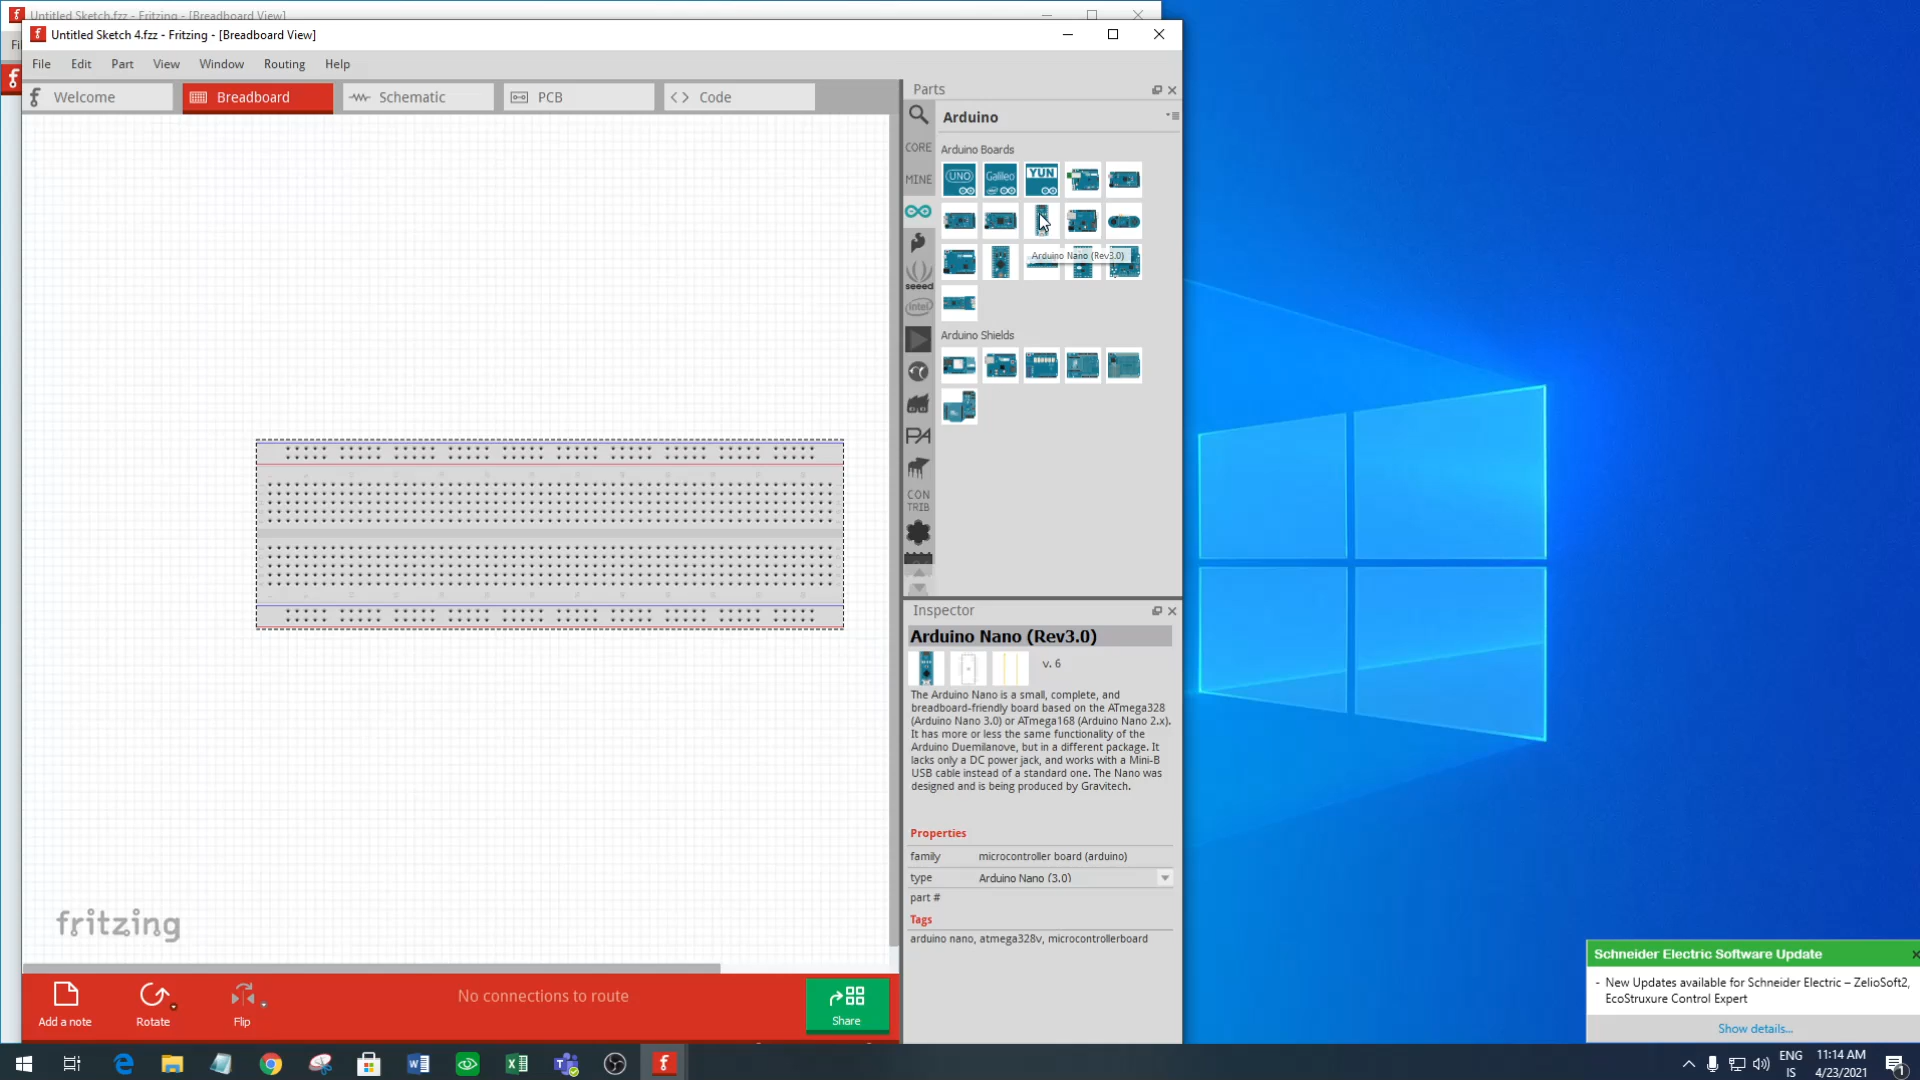 Untitled Sketch.fzz - Fritzing - [Breadboard View]
Untitled Sketch 4.fzz - Fritzing - [Breadboard View]
Fi
File Edit Part View Window Routing Help
Welcome Breadboard Schematic PCB Code
Parts
Arduino
CORE
MINE
seeed
intel
PA
CON
TRIB
Arduino Boards
UNO Galileo YUN
Arduino Nano (Rev3.0)
Arduino Shields
Inspector
Arduino Nano (Rev3.0)
v. 6
The Arduino Nano is a small, complete, and
breadboard-friendly board based on the ATmega328
(Arduino Nano 3.0) or ATmega168 (Arduino Nano 2.x).
It has more or less the same functionality of the
Arduino Duemilanove, but in a different package. It
lacks only a DC power jack, and works with a Mini-B
USB cable instead of a standard one. The Nano was
designed and is being produced by Gravitech.
Properties
family microcontroller board (arduino)
type Arduino Nano (3.0)
part #
Tags
arduino nano, atmega328v, microcontrollerboard
fritzing
Add a note Rotate Flip
No connections to route
Share
Schneider Electric Software Update
- New Updates available for Schneider Electric – ZelioSoft2,
EcoStruxure Control Expert
Show details...
ENG
IS
11:14 AM
4/23/2021
1